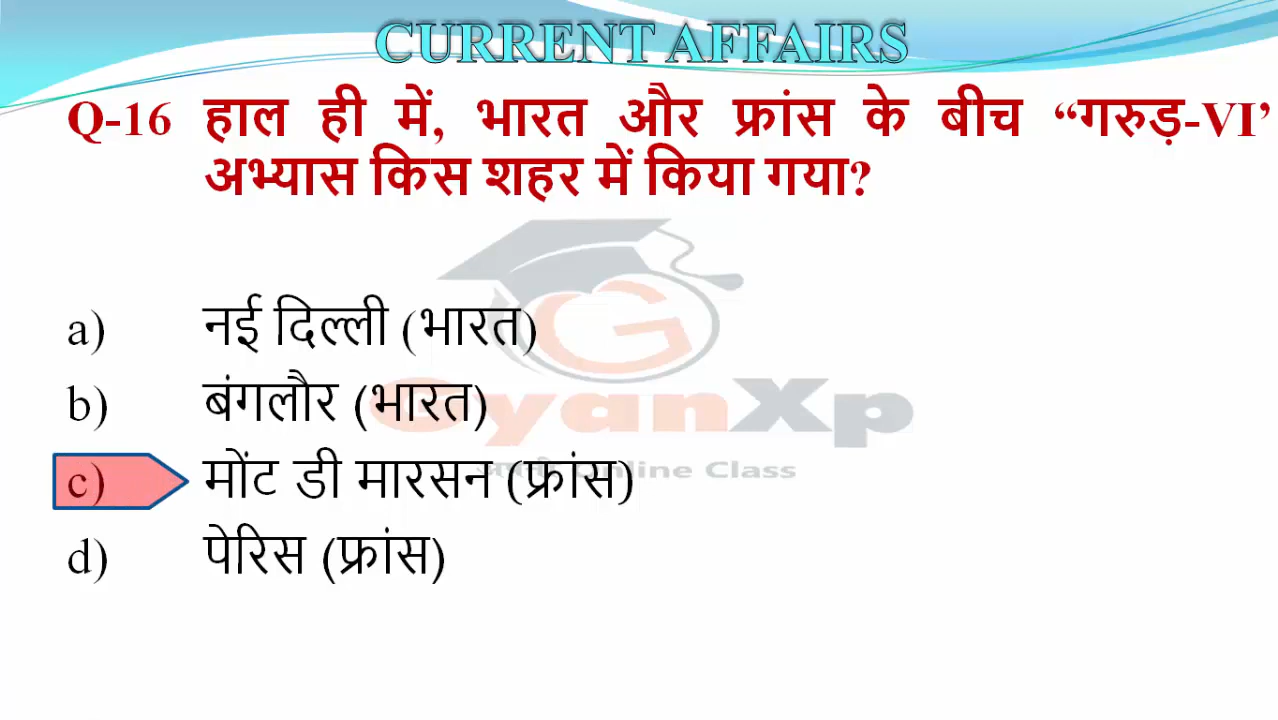 CURRENT AFFAIRS
Q-16 हाल ही में, भारत और फ्रांस के बीच “गरुड़-VI’
अभ्यास किस शहर में किया गया?
a) नई दिल्ली (भारत)
b) बंगलौर (भारत)
GyanXp
c) मोंट डी मारसन (फ्रांस)
Online Class
d) पेरिस (फ्रांस)